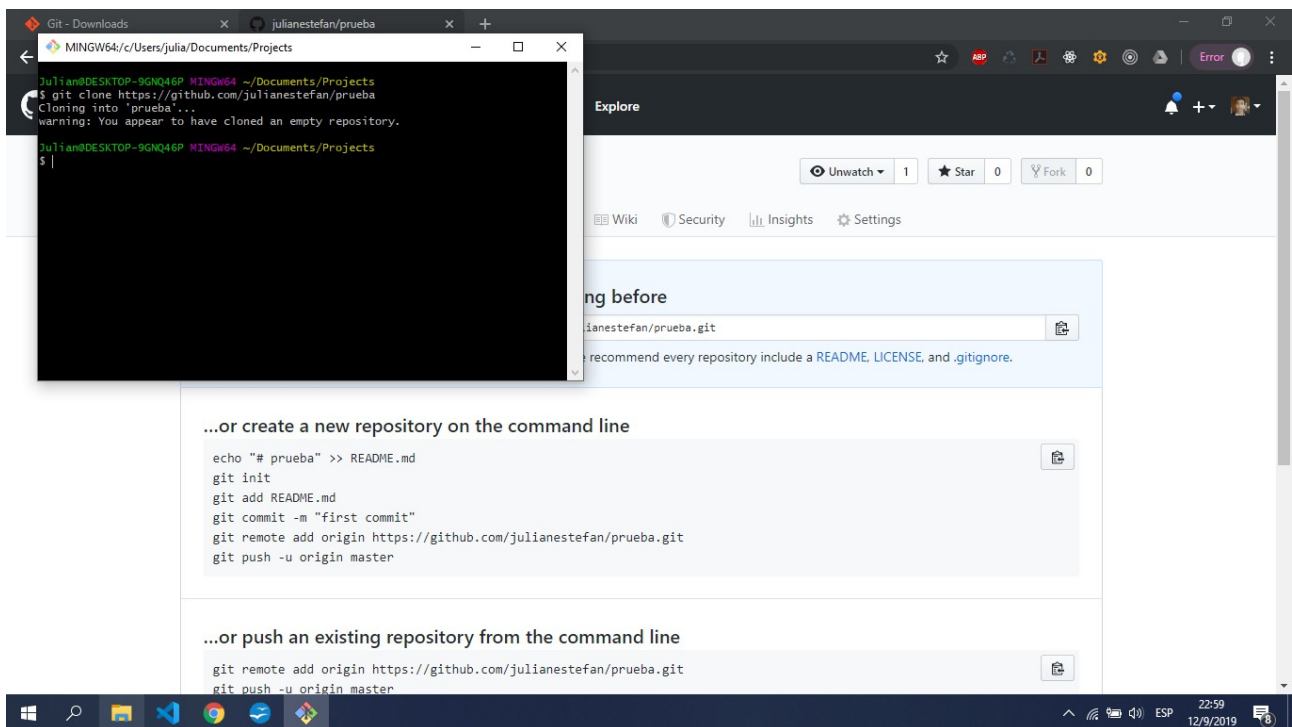 Git - Downloads
julianestefan/prueba
MINGW64:/c/Users/julia/Documents/Projects
ABP
Error
Julian@DESKTOP-9GNQ46P MINGW64 ~/Documents/Projects
$ git clone https://github.com/julianestefan/prueba
Cloning into 'prueba'...
warning: You appear to have cloned an empty repository.
Julian@DESKTOP-9GNQ46P MINGW64 ~/Documents/Projects
$
Explore
Unwatch 1 Star 0 Fork 0
Wiki Security Insights Settings
ng before
ianestefan/prueba.git
recommend every repository include a README, LICENSE, and .gitignore.
...or create a new repository on the command line
echo "# prueba" >> README.md
git init
git add README.md
git commit -m "first commit"
git remote add origin https://github.com/julianestefan/prueba.git
git push -u origin master
...or push an existing repository from the command line
git remote add origin https://github.com/julianestefan/prueba.git
git push -u origin master
ESP
22:59
12/9/2019
8